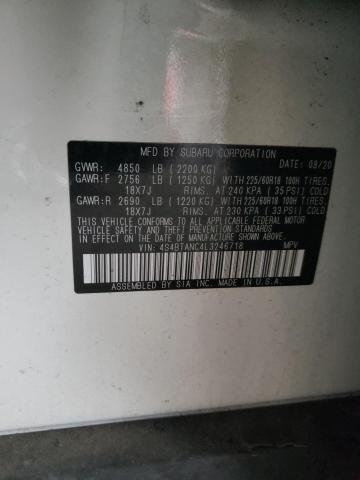 MFD BY SUBARU CORPORATION
DATE: 08/20
GVWR: 4850 LB (2200 KG)
GAWR:F 2756 LB (1250 KG) WITH 225/60R18 100H TIRES.
18X7J RIMS. AT 240 KPA (35 PSI) COLD
GAWR:R 2690 LB (1220 KG) WITH 225/60R18 100H TIRES.
18X7J RIMS. AT 230 KPA (33 PSI) COLD
THIS VEHICLE CONFORMS TO ALL APPLICABLE FEDERAL MOTOR
VEHICLE SAFETY STANDARDS IN EFFECT ON THE DATE OF
MANUFACTURE SHOWN ABOVE.
VIN: 4S4BTANC4L3246718 MPV
ASSEMBLED BY SIA INC. MADE IN U.S.A.